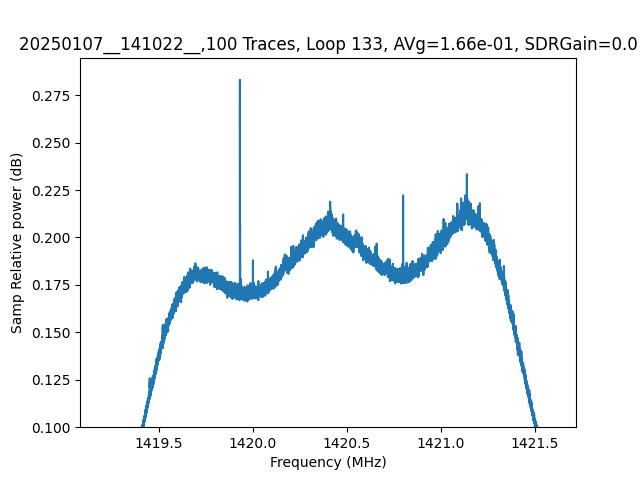 20250107__141022__,100 Traces, Loop 133, AVg=1.66e-01, SDRGain=0.0
0.275
0.250
0.225
0.200
0.175
0.150
0.125
0.100
Samp Relative power (dB)
1419.5 1420.0 1420.5 1421.0 1421.5
Frequency (MHz)